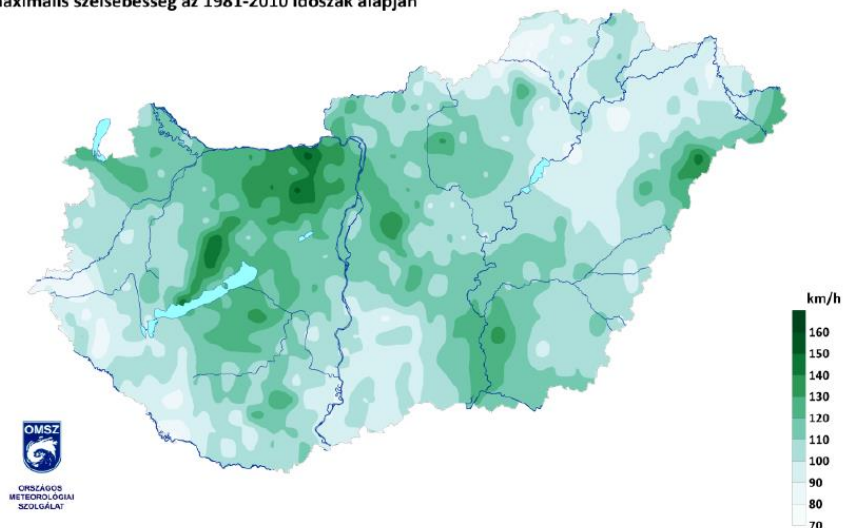 maximális szélsebesség az 1981-2010 időszak alapján
km/h
160
150
140
130
120
110
100
90
80
70
OMSZ
ORSZÁGOS
METEOROLÓGIAI
SZOLGÁLAT